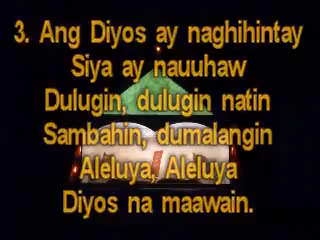 3. Ang Diyos ay naghihintay
Siya ay nauuhaw
Dulugin, dulugin natin
Sambahin, dumalangin
Aleluya, Aleluya
Diyos na maawain.